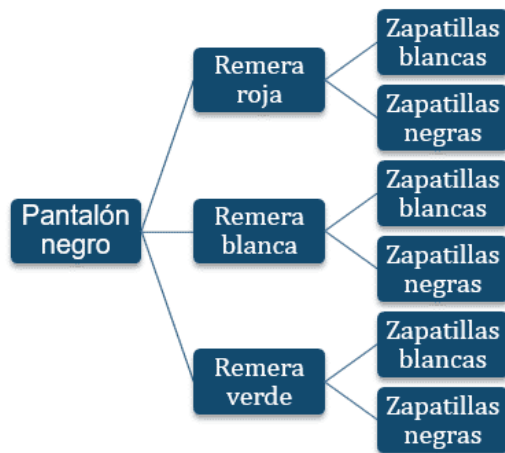 Pantalón
negro
Remera
roja
Zapatillas
blancas
Zapatillas
negras
Remera
blanca
Zapatillas
blancas
Zapatillas
negras
Remera
verde
Zapatillas
blancas
Zapatillas
negras